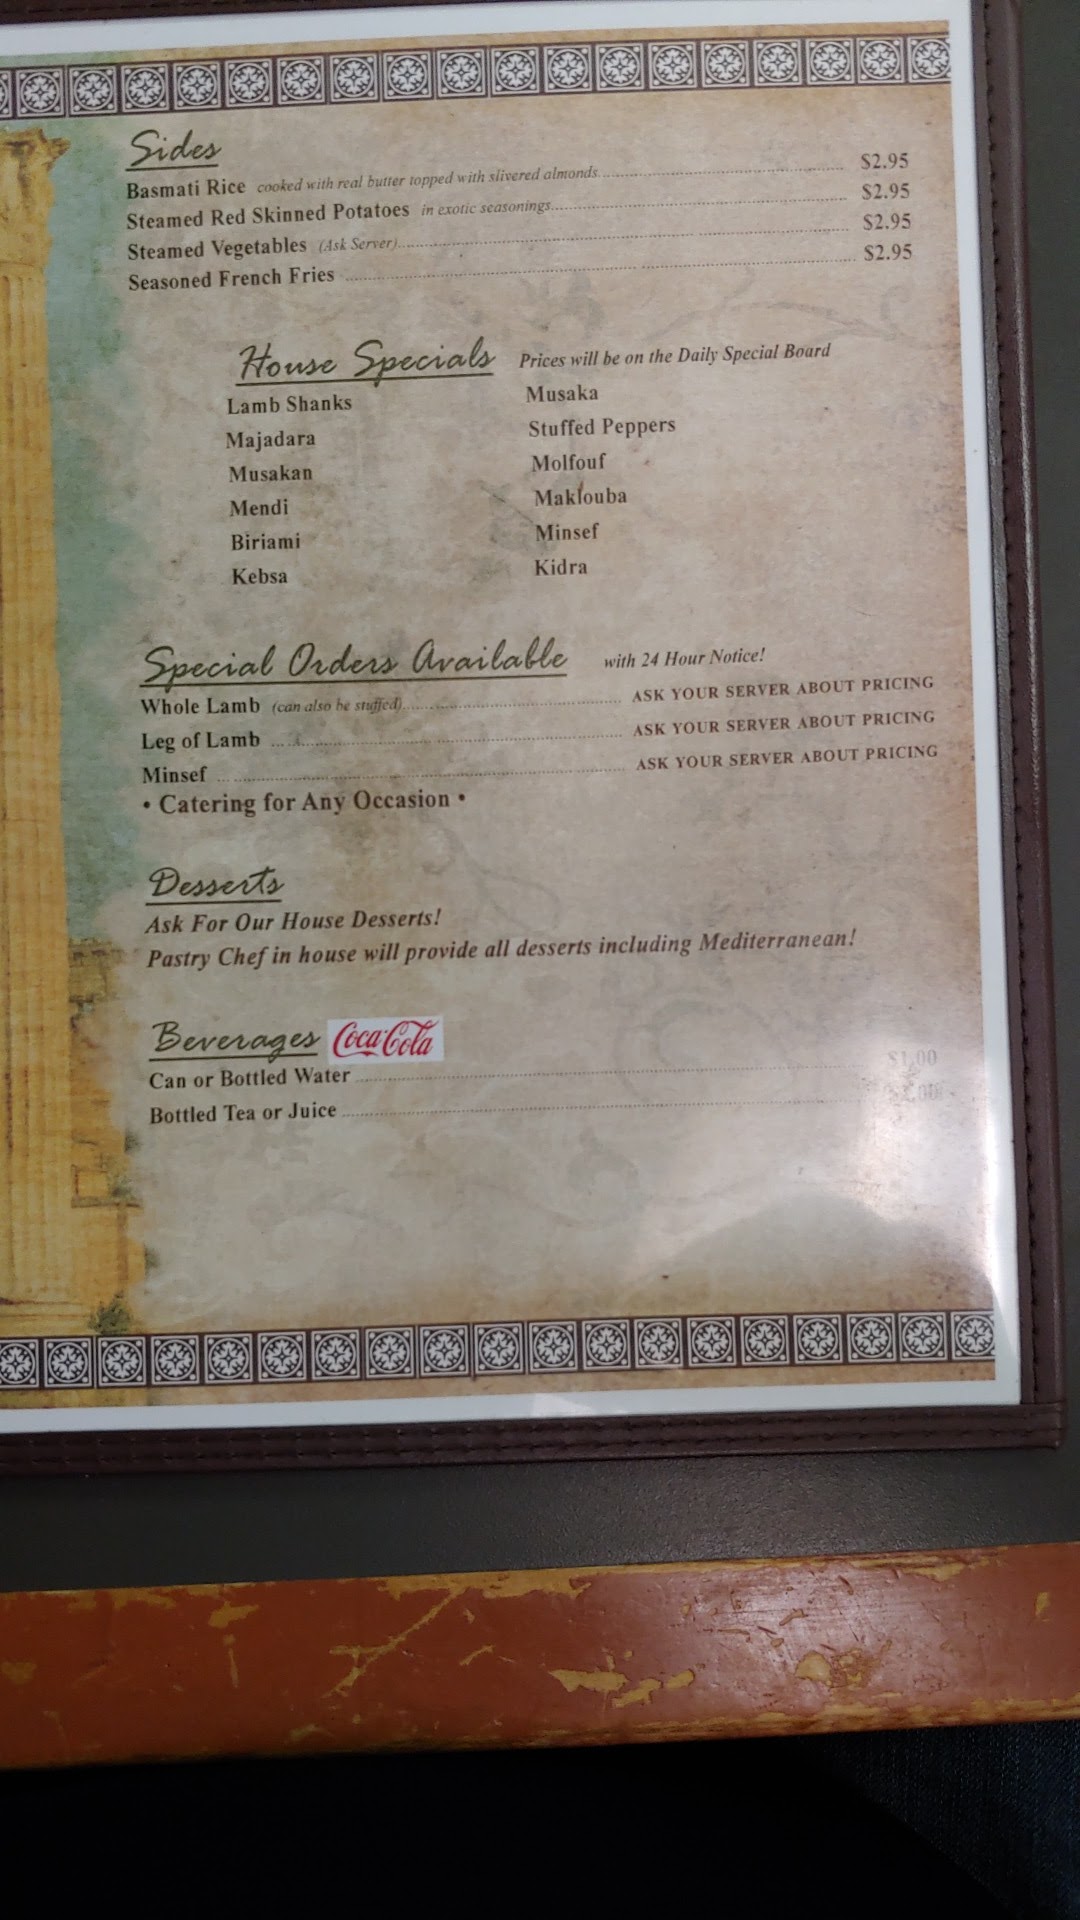 Sides
Basmati Rice cooked with real butter topped with slivered almonds $2.95
Steamed Red Skinned Potatoes in exotic seasonings $2.95
Steamed Vegetables (Ask Server) $2.95
Seasoned French Fries $2.95
House Specials Prices will be on the Daily Special Board
Lamb Shanks Musaka
Majadara Stuffed Peppers
Musakan Molfouf
Mendi Maklouba
Biriami Minsef
Kebsa Kidra
Special Orders Available with 24 Hour Notice!
Whole Lamb (can also be stuffed) ASK YOUR SERVER ABOUT PRICING
Leg of Lamb ASK YOUR SERVER ABOUT PRICING
Minsef ASK YOUR SERVER ABOUT PRICING
• Catering for Any Occasion •
Desserts
Ask For Our House Desserts!
Pastry Chef in house will provide all desserts including Mediterranean!
Beverages Coca-Cola
Can or Bottled Water $1.00
Bottled Tea or Juice